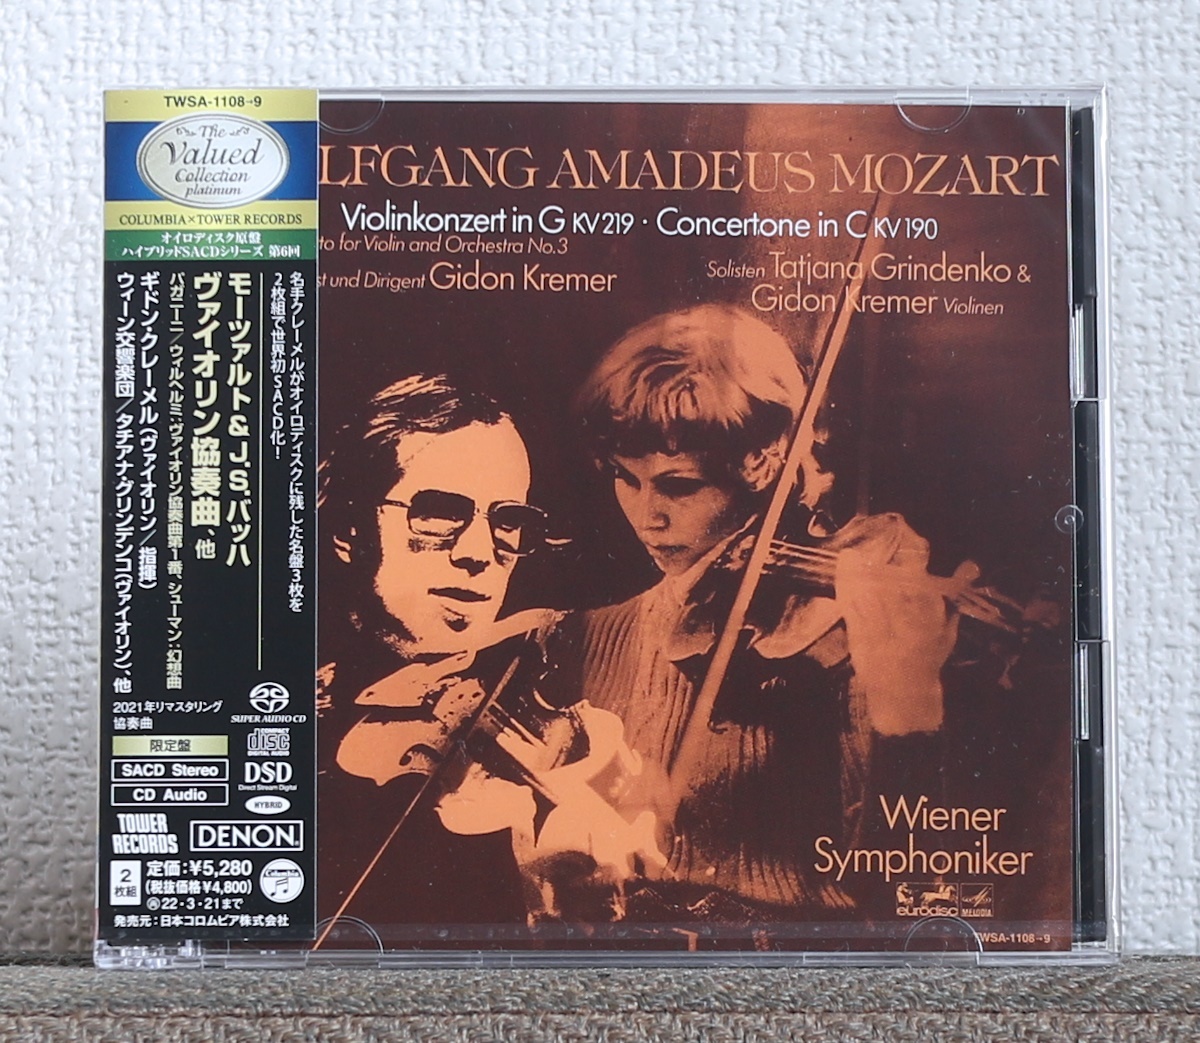 TWSA-1108→9
The
Valued
Collection
platinum
COLUMBIA×TOWER RECORDS
オイロディスク原盤
ハイブリッドSACDシリーズ 第6回
名手クレーメルがオイロディスクに残した名盤3枚を
2枚組で世界初SACD化!
モーツァルト&J.S.バッハ
ヴァイオリン協奏曲、他
パガニーニ/ウィルヘルミ:ヴァイオリン協奏曲第1番、シューマン:幻想曲
ギドン・クレーメル(ヴァイオリン/指揮)
ウィーン交響楽団/タチアナ・グリンデンコ(ヴァイオリン)、他
2021年リマスタリング
協奏曲
限定盤
SACD Stereo
CD Audio
SUPER AUDIO CD
COMPACT
disc
DIGITAL AUDIO
DSD
Direct Stream Digital
HYBRID
TOWER
RECORDS
DENON
2
枚組
定価:¥5,280
(税抜価格¥4,800)
22・3・21まで
Columbia
発売元:日本コロムビア株式会社
LFGANG AMADEUS MOZART
Violinkonzert in G KV 219 · Concertone in C KV 190
to for Violin and Orchestra No.3
st und Dirigent Gidon Kremer
Solisten Tatjana Grindenko &
Gidon Kremer Violinen
Wiener
Symphoniker
eurodisc
MELODIA
TWSA-1108→9